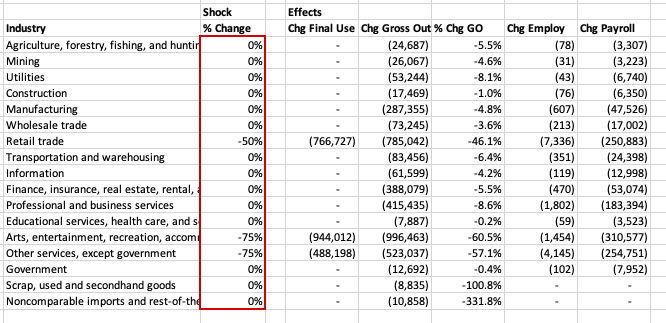 Shock Effects
Industry % Change Chg Final Use Chg Gross Out % Chg GO Chg Employ Chg Payroll
Agriculture, forestry, fishing, and huntin 0% - (24,687) -5.5% (78) (3,307)
Mining 0% - (26,067) -4.6% (31) (3,223)
Utilities 0% - (53,244) -8.1% (43) (6,740)
Construction 0% - (17,469) -1.0% (76) (6,350)
Manufacturing 0% - (287,355) -4.8% (607) (47,526)
Wholesale trade 0% - (73,245) -3.6% (213) (17,002)
Retail trade -50% (766,727) (785,042) -46.1% (7,336) (250,883)
Transportation and warehousing 0% - (83,456) -6.4% (351) (24,398)
Information 0% - (61,599) -4.2% (119) (12,998)
Finance, insurance, real estate, rental, a 0% - (388,079) -5.5% (470) (53,074)
Professional and business services 0% - (415,435) -8.6% (1,802) (183,394)
Educational services, health care, and s 0% - (7,887) -0.2% (59) (3,523)
Arts, entertainment, recreation, accom -75% (944,012) (996,463) -60.5% (1,454) (310,577)
Other services, except government -75% (488,198) (523,037) -57.1% (4,145) (254,751)
Government 0% - (12,692) -0.4% (102) (7,952)
Scrap, used and secondhand goods 0% - (8,835) -100.8% - -
Noncomparable imports and rest-of-the 0% - (10,858) -331.8% - -